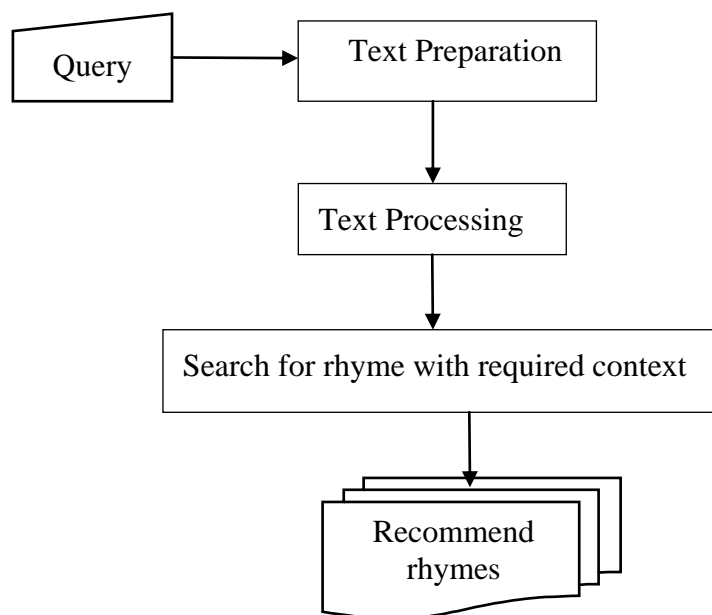 Query
Text Preparation
Text Processing
Search for rhyme with required context
Recommend
rhymes